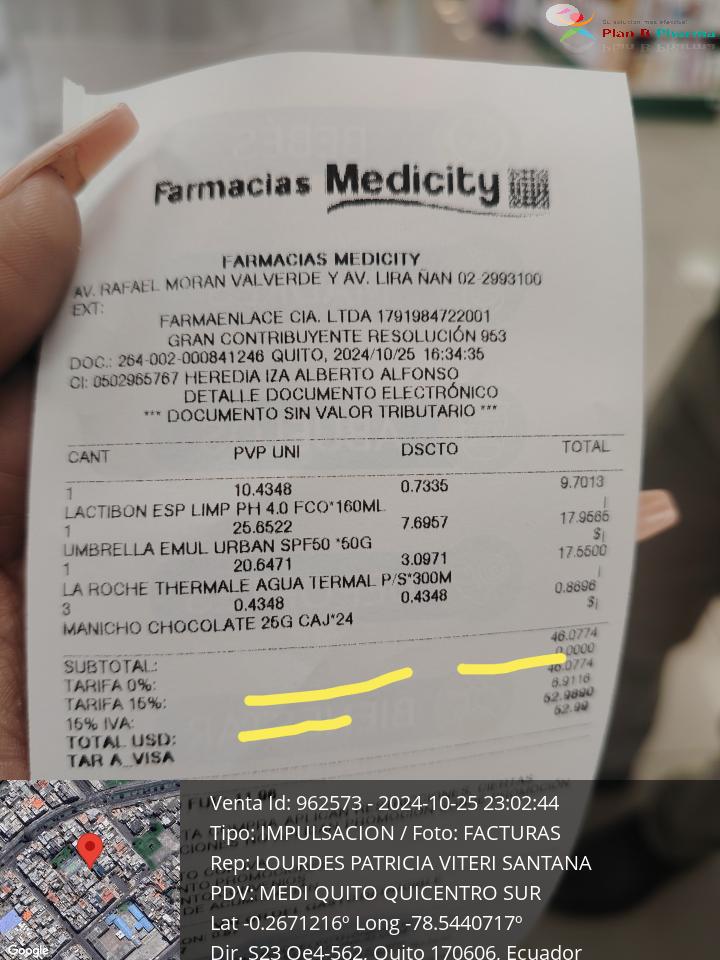 Su solución más efectiva!
Plan B Pharma
Farmacias Medicity
FARMACIAS MEDICITY
AV. RAFAEL MORAN VALVERDE Y AV. LIRA ÑAN 02-2993100
EXT:
FARMAENLACE CIA. LTDA 1791984722001
GRAN CONTRIBUYENTE RESOLUCIÓN 953
DOC.: 264-002-000841246 QUITO, 2024/10/25 16:34:35
CI: 0502965767 HEREDIA IZA ALBERTO ALFONSO
DETALLE DOCUMENTO ELECTRÓNICO
*** DOCUMENTO SIN VALOR TRIBUTARIO ***
CANT PVP UNI DSCTO TOTAL
1 10.4348 0.7335 9.7013
LACTIBON ESP LIMP PH 4.0 FCO*160ML |
1 25.6522 7.6957 17.9565
UMBRELLA EMUL URBAN SPF50 *50G $|
1 20.6471 3.0971 17.5500
LA ROCHE THERMALE AGUA TERMAL P/S*300M |
3 0.4348 0.4348 0.8696
MANICHO CHOCOLATE 25G CAJ*24 $|
SUBTOTAL: 46.0774
TARIFA 0%: 0.0000
TARIFA 15%: 46.0774
15% IVA: 6.9116
TOTAL USD: 52.9890
TAR A_VISA 52.99
Venta Id: 962573 - 2024-10-25 23:02:44
Tipo: IMPULSACION / Foto: FACTURAS
Rep: LOURDES PATRICIA VITERI SANTANA
PDV: MEDI QUITO QUICENTRO SUR
Lat -0.2671216º Long -78.5440717º
Dir. S23 Oe4-562, Quito 170606, Ecuador
Google